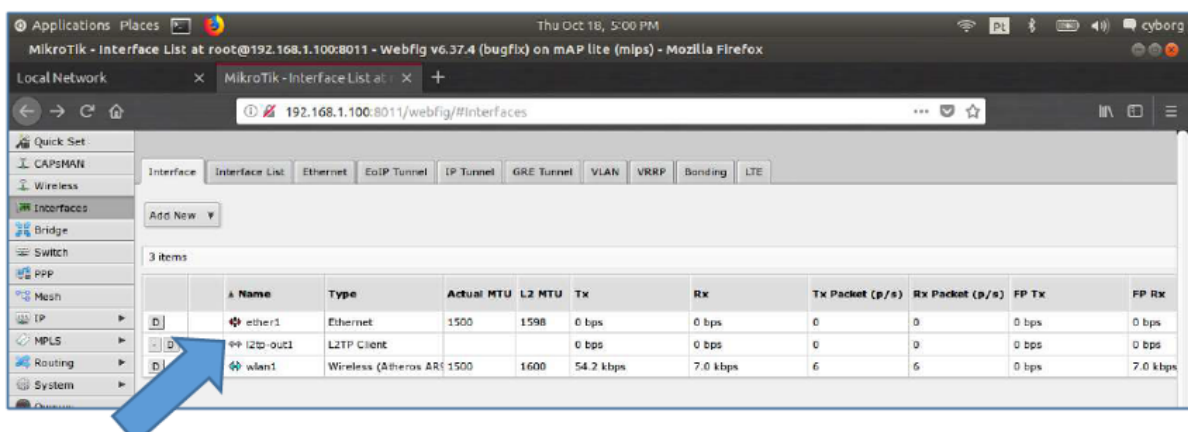 Applications Places Thu Oct 18, 5:00 PM Pt cyborg
MikroTik - Interface List at root@192.168.1.100:8011 - Webfig v6.37.4 (bugfix) on mAP lite (mips) - Mozilla Firefox
Local Network × MikroTik - Interface List at × +
192.168.1.100:8011/webfig/#Interfaces
Quick Set
CAPsMAN
Wireless
Interfaces
Bridge
Switch
PPP
Mesh
IP
MPLS
Routing
System
Interface Interface List Ethernet EoIP Tunnel IP Tunnel GRE Tunnel VLAN VRRP Bonding LTE
Add New
3 items
Name Type Actual MTU L2 MTU Tx Rx Tx Packet (p/s) Rx Packet (p/s) FP Tx FP Rx
D ether1 Ethernet 1500 1598 0 bps 0 bps 0 0 0 bps 0 bps
- D l2tp-out1 L2TP Client 0 bps 0 bps 0 0 0 bps 0 bps
D wlan1 Wireless (Atheros AR9 1500 1600 54.2 kbps 7.0 kbps 6 6 0 bps 7.0 kbps